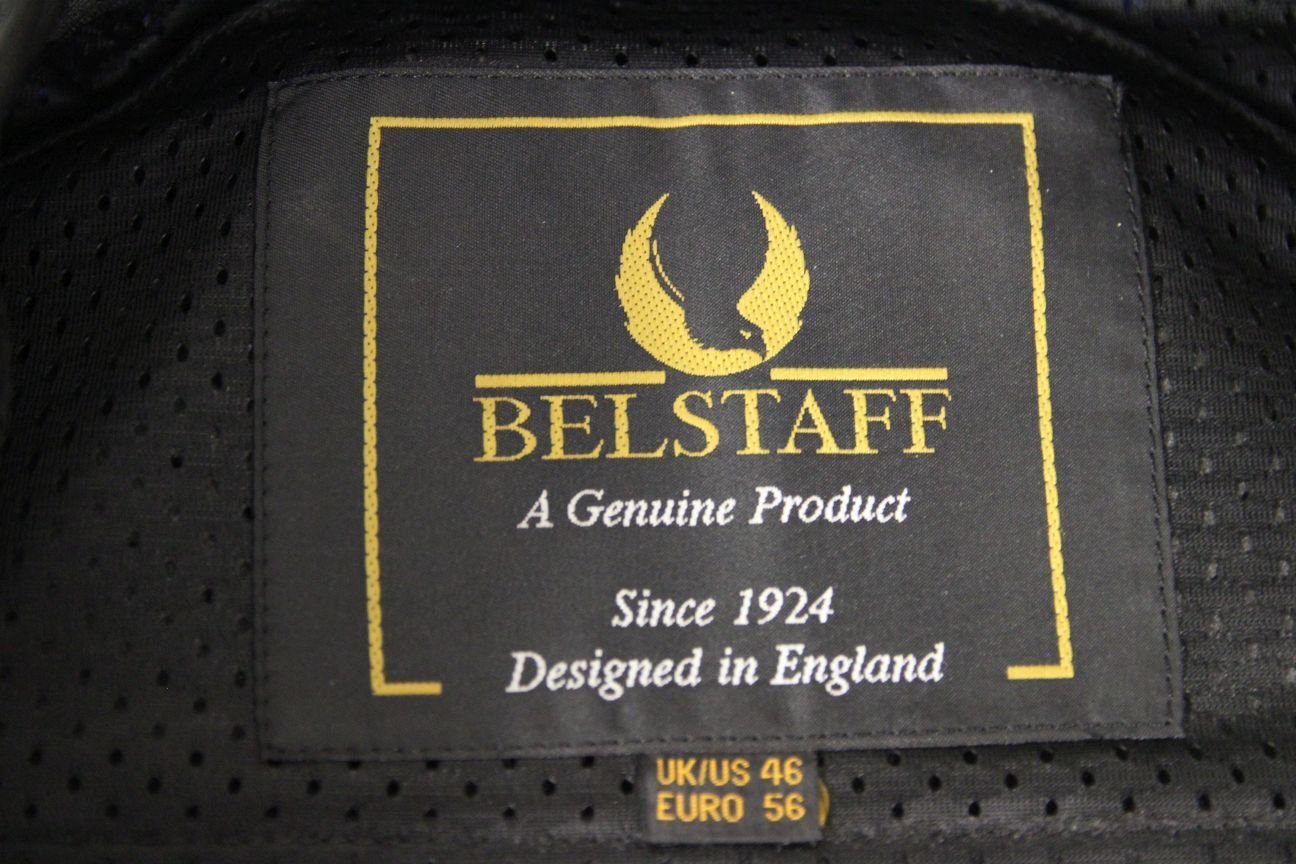 BELSTAFF
A Genuine Product
Since 1924
Designed in England
UK/US 46
EURO 56